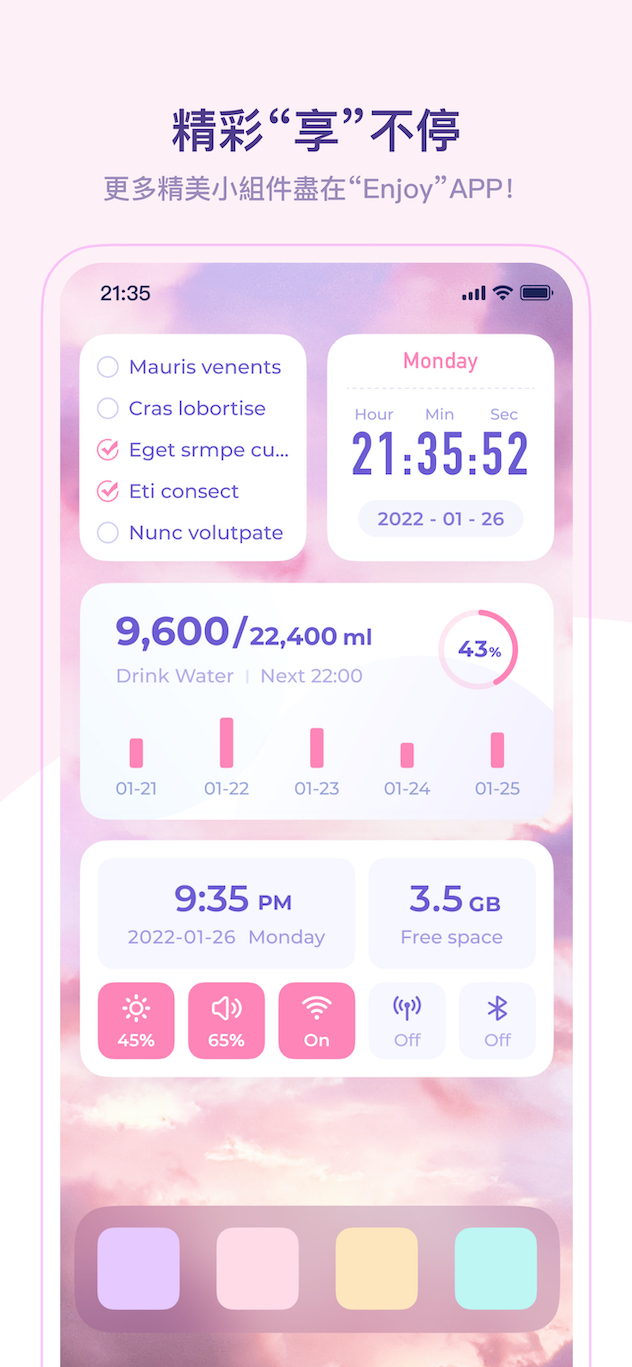 精彩“享”不停
更多精美小組件盡在“Enjoy”APP!
21:35
Mauris venents
Cras lobortise
Eget srmpe cu...
Eti consect
Nunc volutpate
Monday
Hour Min Sec
21:35:52
2022 - 01 - 26
9,600/22,400 ml
43%
Drink Water | Next 22:00
01-21 01-22 01-23 01-24 01-25
9:35 PM
2022-01-26 Monday
3.5 GB
Free space
45% 65% On Off Off